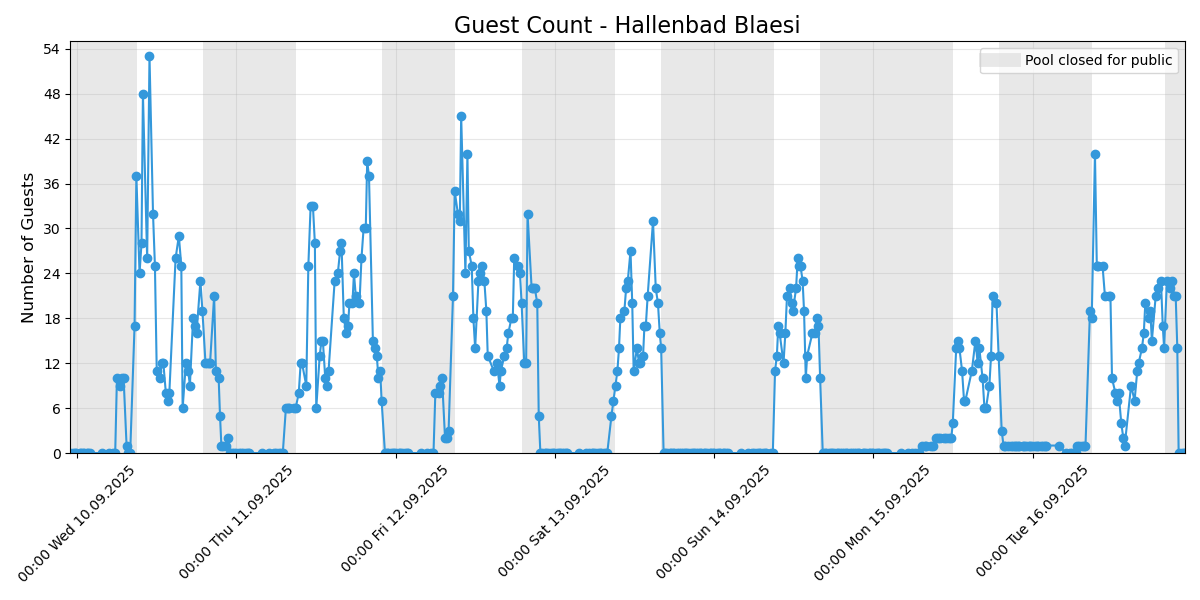 Guest Count - Hallenbad Blaesi
Pool closed for public
Number of Guests
54
48
42
36
30
24
18
12
6
0
00:00 Wed 10.09.2025
00:00 Thu 11.09.2025
00:00 Fri 12.09.2025
00:00 Sat 13.09.2025
00:00 Sun 14.09.2025
00:00 Mon 15.09.2025
00:00 Tue 16.09.2025